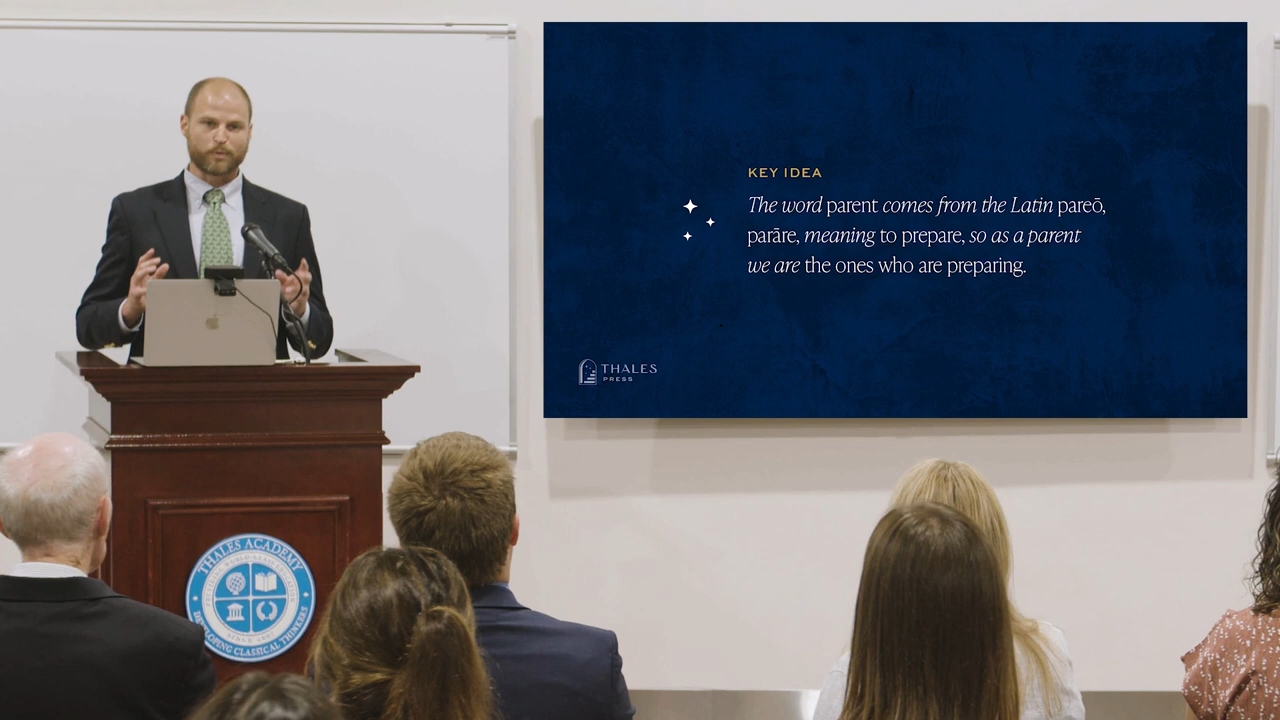 KEY IDEA
The word parent comes from the Latin pareō,
parāre, meaning to prepare, so as a parent
we are the ones who are preparing.
THALES
PRESS
THALES ACADEMY
DEVELOPING CLASSICAL THINKERS